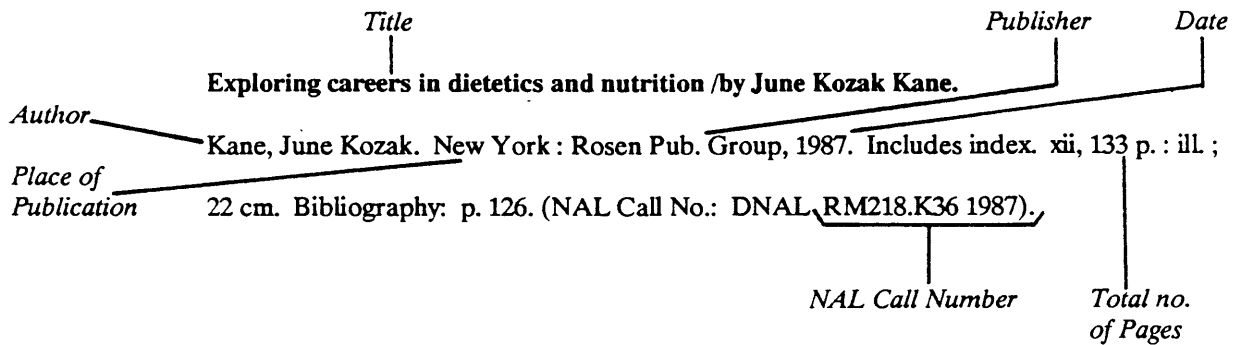 Title
Publisher
Date
Exploring careers in dietetics and nutrition /by June Kozak Kane.
Author
Kane, June Kozak. New York : Rosen Pub. Group, 1987. Includes index. xii, 133 p. : ill. ;
Place of
Publication
22 cm. Bibliography: p. 126. (NAL Call No.: DNAL RM218.K36 1987).
NAL Call Number
Total no.
of Pages